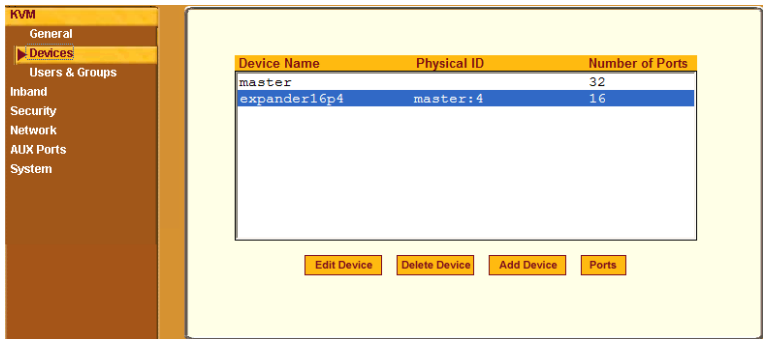 KVM
General
Devices
Users & Groups
Inband
Security
Network
AUX Ports
System
Device Name Physical ID Number of Ports
master 32
expander16p4 master:4 16
Edit Device Delete Device Add Device Ports